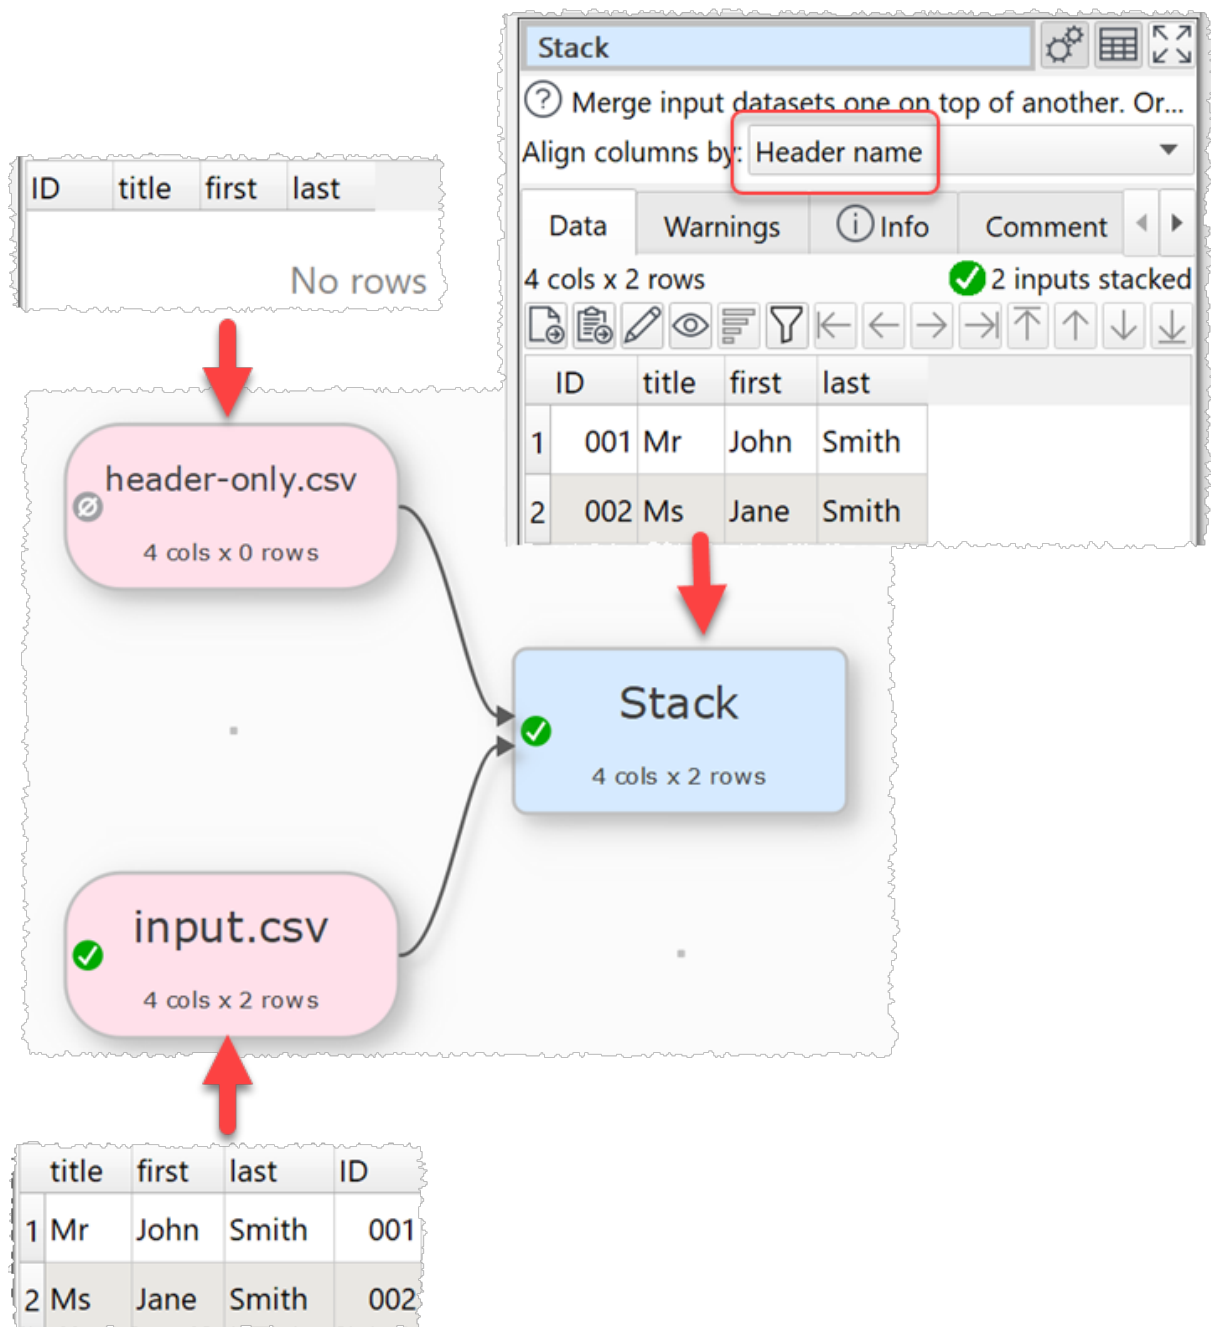 Stack
Merge input datasets one on top of another. Or...
Align columns by: Header name
Data Warnings Info Comment
4 cols x 2 rows 2 inputs stacked
ID title first last
1 001 Mr John Smith
2 002 Ms Jane Smith
ID title first last
No rows
header-only.csv
4 cols x 0 rows
Stack
4 cols x 2 rows
input.csv
4 cols x 2 rows
title first last ID
1 Mr John Smith 001
2 Ms Jane Smith 002